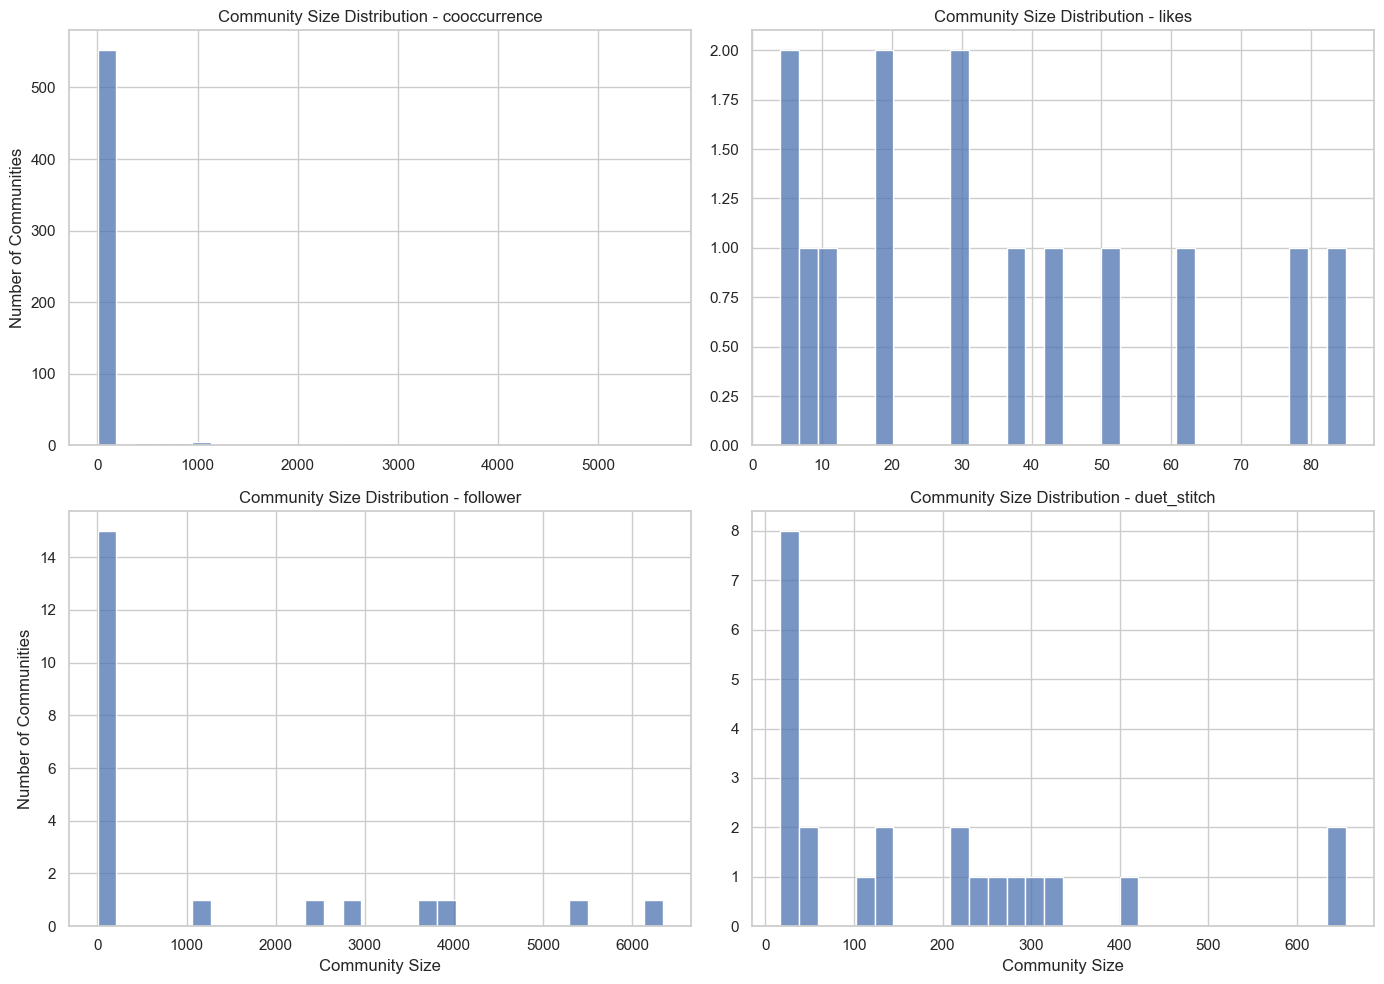 Community Size Distribution - cooccurrence
Number of Communities
500
400
300
200
100
0
0 1000 2000 3000 4000 5000
Community Size Distribution - likes
2.00
1.75
1.50
1.25
1.00
0.75
0.50
0.25
0.00
0 10 20 30 40 50 60 70 80
Community Size Distribution - follower
Number of Communities
14
12
10
8
6
4
2
0
0 1000 2000 3000 4000 5000 6000
Community Size
Community Size Distribution - duet_stitch
8
7
6
5
4
3
2
1
0
0 100 200 300 400 500 600
Community Size